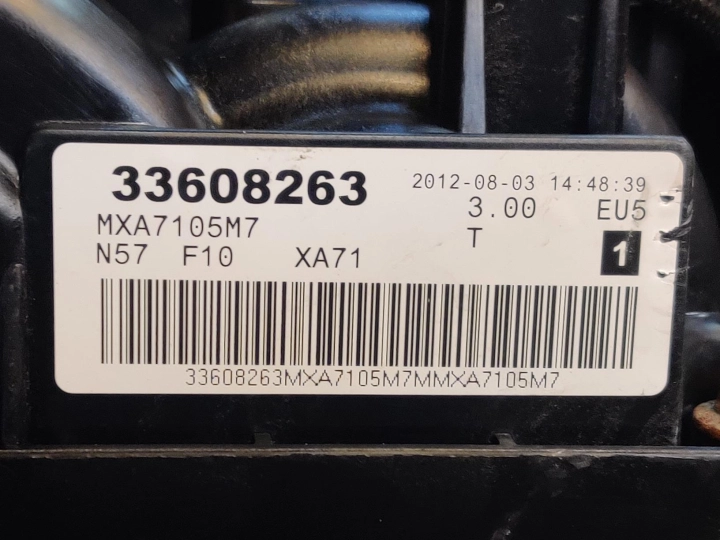 33608263 2012-08-03 14:48:39
MXA7105M7 3.00 EU5
N57 F10 XA71 T 1
33608263MXA7105M7MMXA7105M7